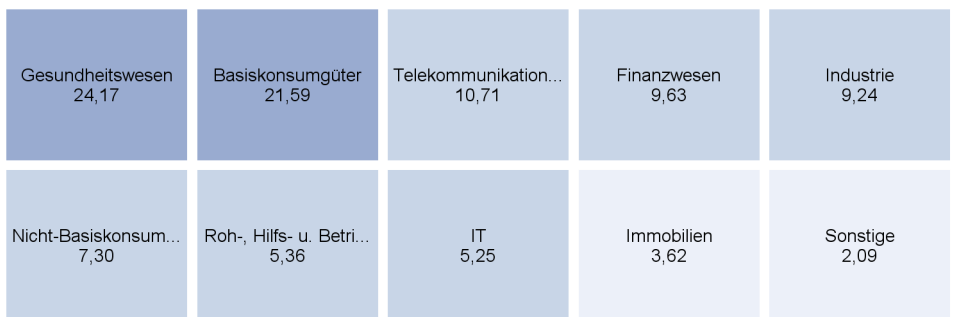 Gesundheitswesen
24,17
Basiskonsumgüter
21,59
Telekommunikation...
10,71
Finanzwesen
9,63
Industrie
9,24
Nicht-Basiskonsum...
7,30
Roh-, Hilfs- u. Betri...
5,36
IT
5,25
Immobilien
3,62
Sonstige
2,09